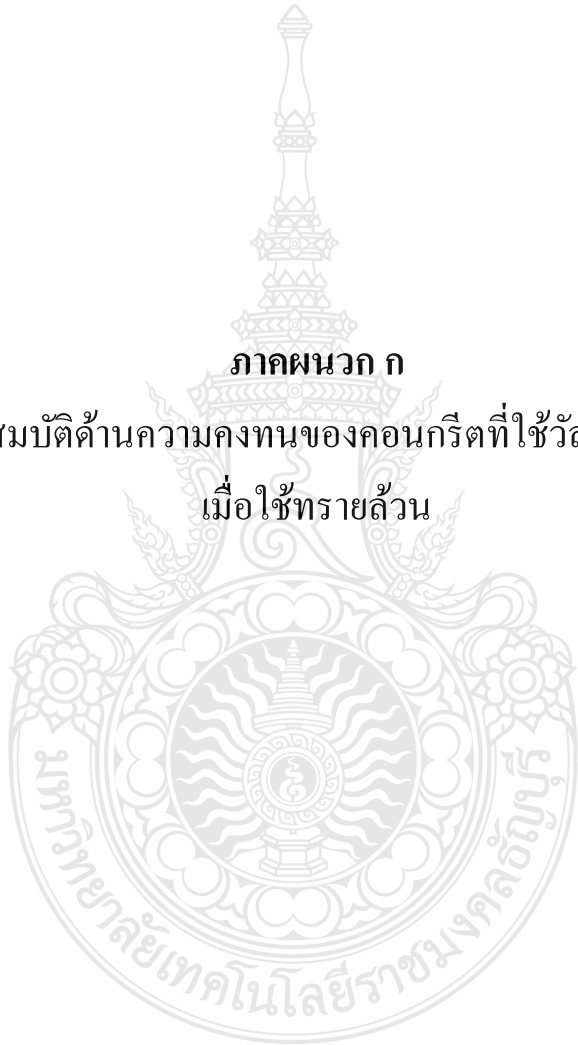 ภาคผนวก ก
สมบัติด้านความคงทนของคอนกรีตที่ใช้วัส
เมื่อใช้ทรายล้วน
มหาวิทยาลัยเทคโนโลยีราชมงคลธัญบุรี